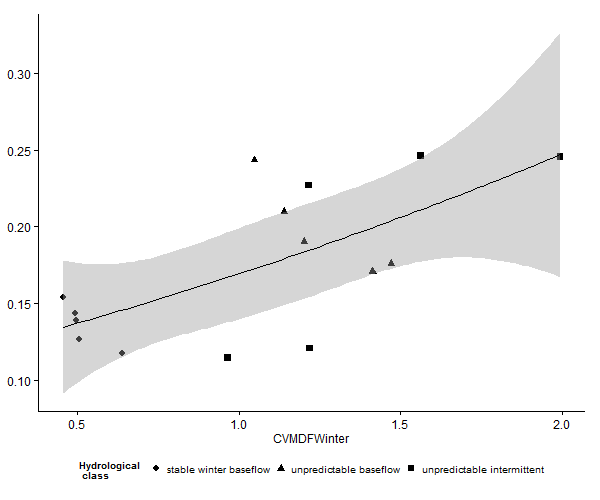 0.30
0.25
0.20
0.15
0.10
0.5 1.0 1.5 2.0
CVMDFWinter
Hydrological
class
stable winter baseflow unpredictable baseflow unpredictable intermittent